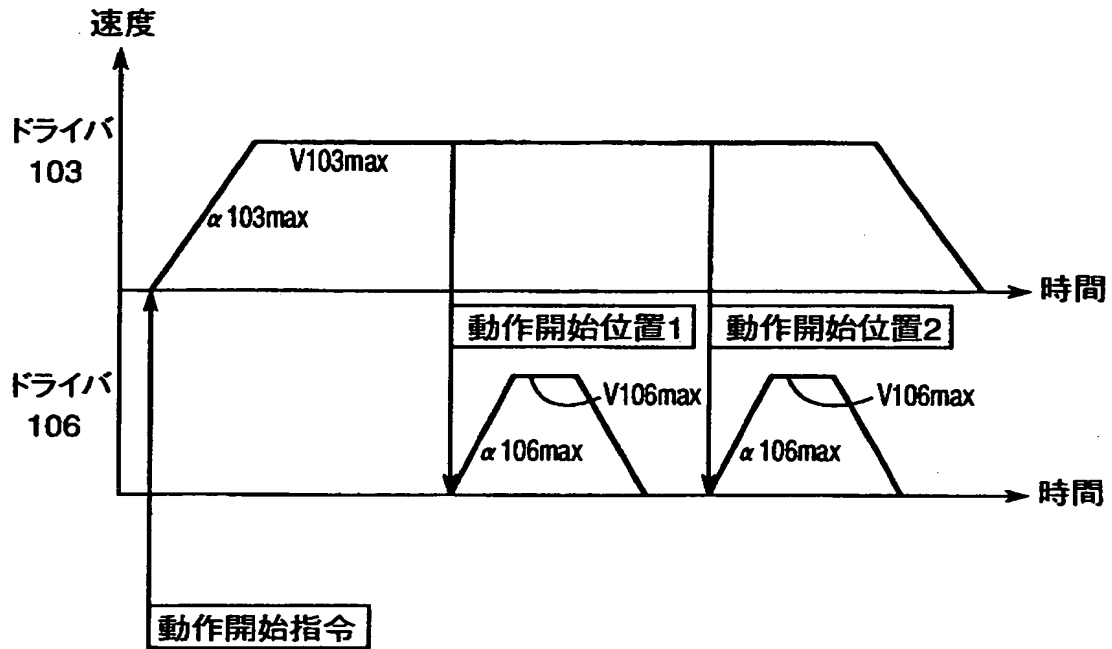 速度
ドライバ
103
V103max
α103max
時間
動作開始位置1
動作開始位置2
ドライバ
106
V106max
V106max
α106max
α106max
時間
動作開始指令